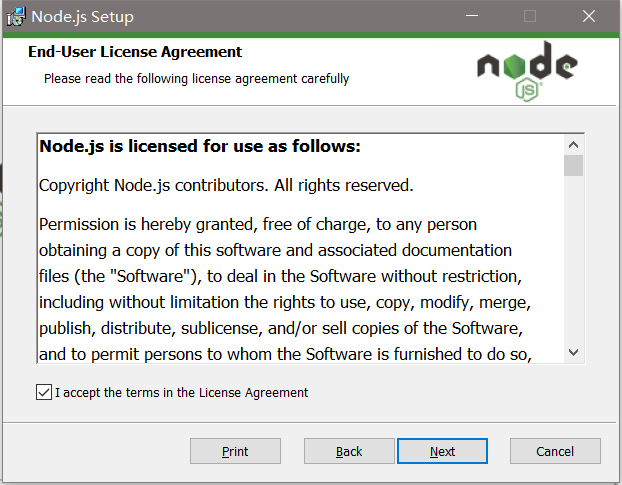 Node.js Setup
End-User License Agreement
Please read the following license agreement carefully
node
JS
Node.js is licensed for use as follows:
Copyright Node.js contributors. All rights reserved.
Permission is hereby granted, free of charge, to any person
obtaining a copy of this software and associated documentation
files (the "Software"), to deal in the Software without restriction,
including without limitation the rights to use, copy, modify, merge,
publish, distribute, sublicense, and/or sell copies of the Software,
and to permit persons to whom the Software is furnished to do so,
I accept the terms in the License Agreement
Print
Back
Next
Cancel